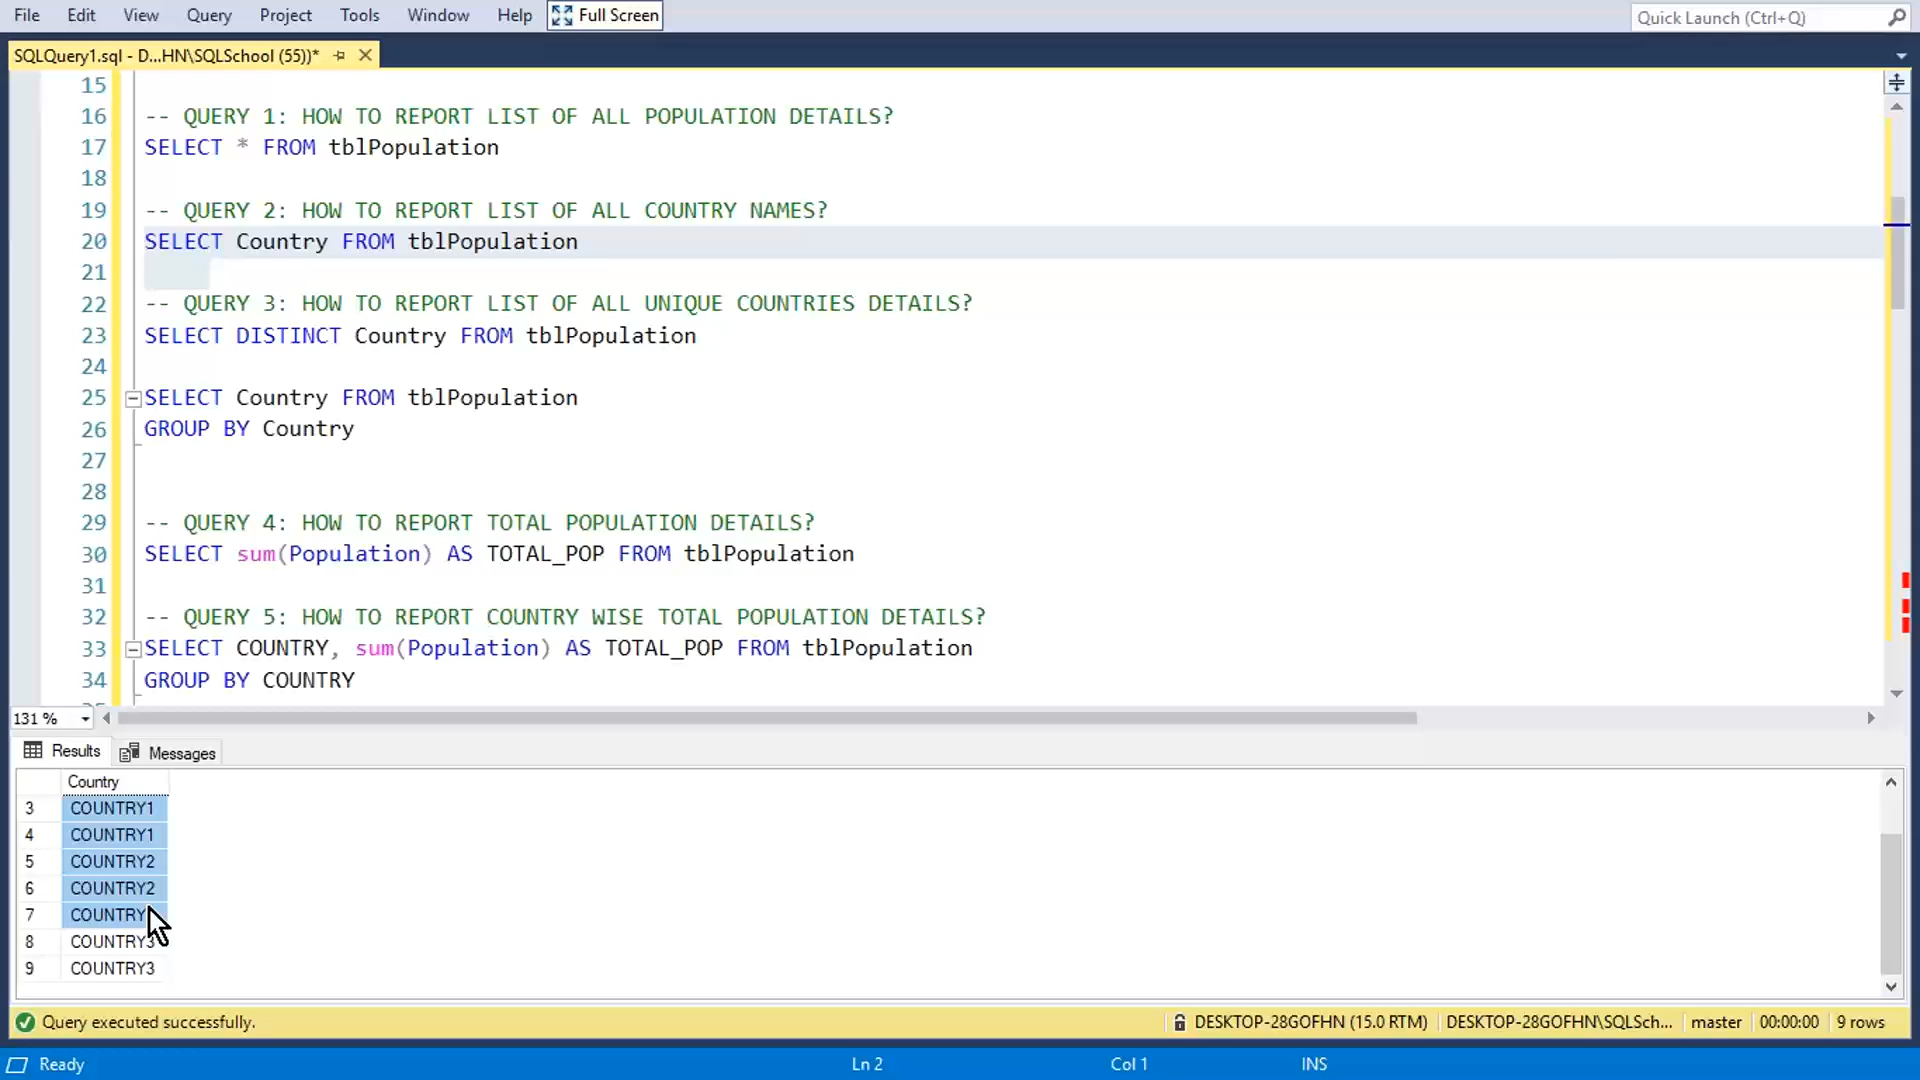 File Edit View Query Project Tools Window Help Full Screen
Quick Launch (Ctrl+Q)
SQLQuery1.sql - D...HN\SQLSchool (55))*
15
16 -- QUERY 1: HOW TO REPORT LIST OF ALL POPULATION DETAILS?
17 SELECT * FROM tblPopulation
18
19 -- QUERY 2: HOW TO REPORT LIST OF ALL COUNTRY NAMES?
20 SELECT Country FROM tblPopulation
21
22 -- QUERY 3: HOW TO REPORT LIST OF ALL UNIQUE COUNTRIES DETAILS?
23 SELECT DISTINCT Country FROM tblPopulation
24
25 SELECT Country FROM tblPopulation
26 GROUP BY Country
27
28
29 -- QUERY 4: HOW TO REPORT TOTAL POPULATION DETAILS?
30 SELECT sum(Population) AS TOTAL_POP FROM tblPopulation
31
32 -- QUERY 5: HOW TO REPORT COUNTRY WISE TOTAL POPULATION DETAILS?
33 SELECT COUNTRY, sum(Population) AS TOTAL_POP FROM tblPopulation
34 GROUP BY COUNTRY
131 %
Results Messages
Country
3 COUNTRY1
4 COUNTRY1
5 COUNTRY2
6 COUNTRY2
7
8 COUNTRY3
9 COUNTRY3
Query executed successfully.
DESKTOP-28GOFHN (15.0 RTM) DESKTOP-28GOFHN\SQLSch... master 00:00:00 9 rows
Ready Ln 2 Col 1 INS